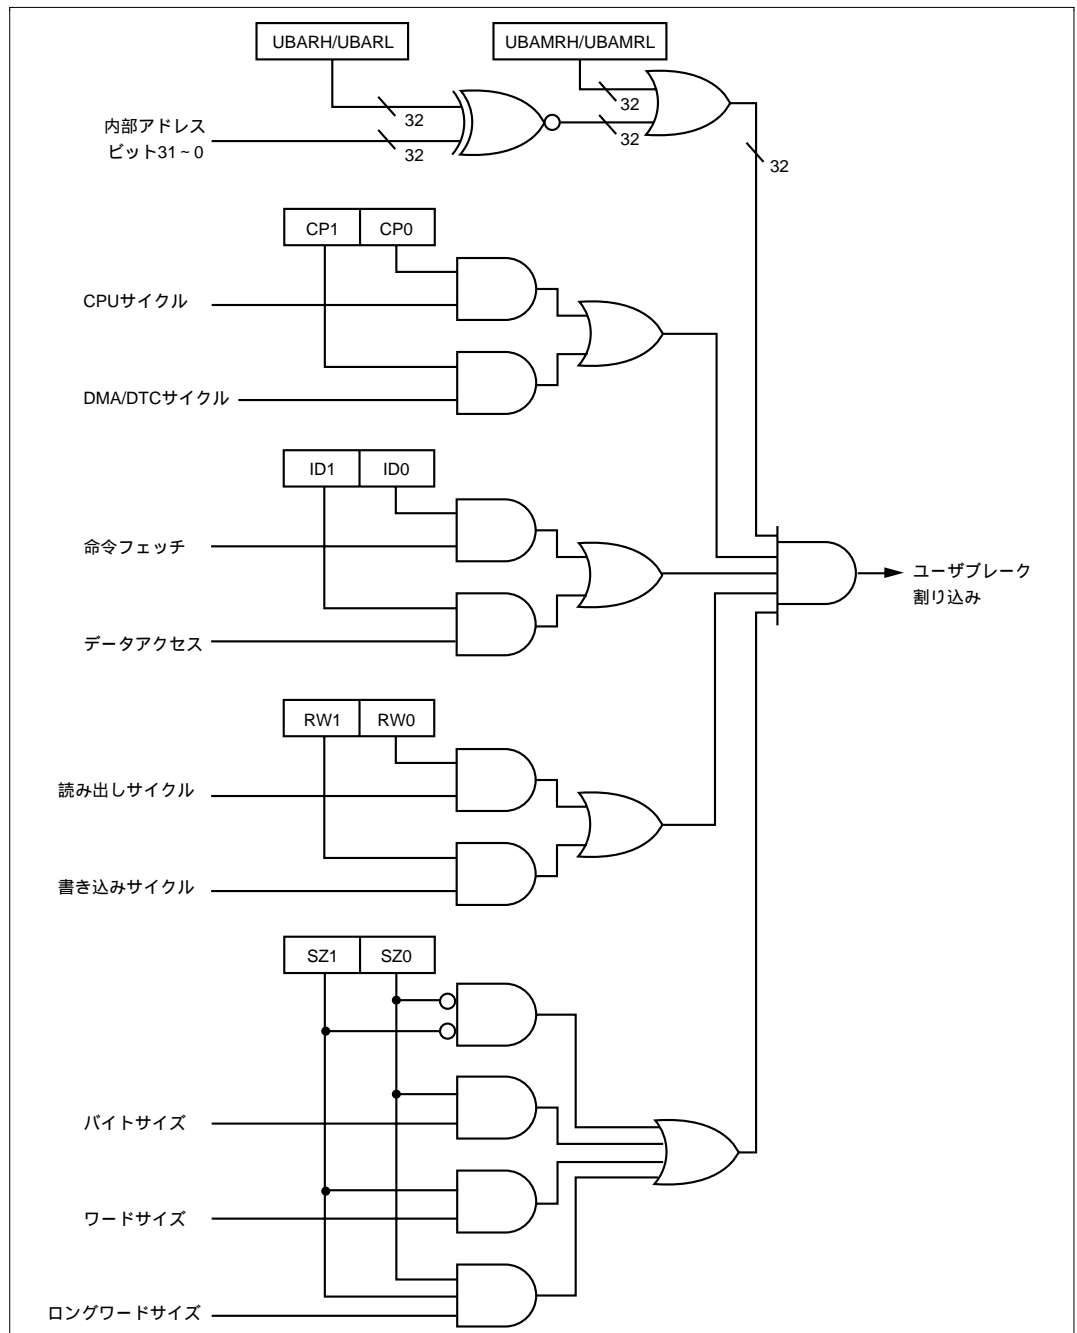 UBARH/UBARL
UBAMRH/UBAMRL
32
32
32
32
内部アドレス
ビット31~0
32
CP1
CP0
CPUサイクル
DMA/DTCサイクル
ID1
ID0
命令フェッチ
データアクセス
ユーザブレーク
割り込み
RW1
RW0
読み出しサイクル
書き込みサイクル
SZ1
SZ0
バイトサイズ
ワードサイズ
ロングワードサイズ